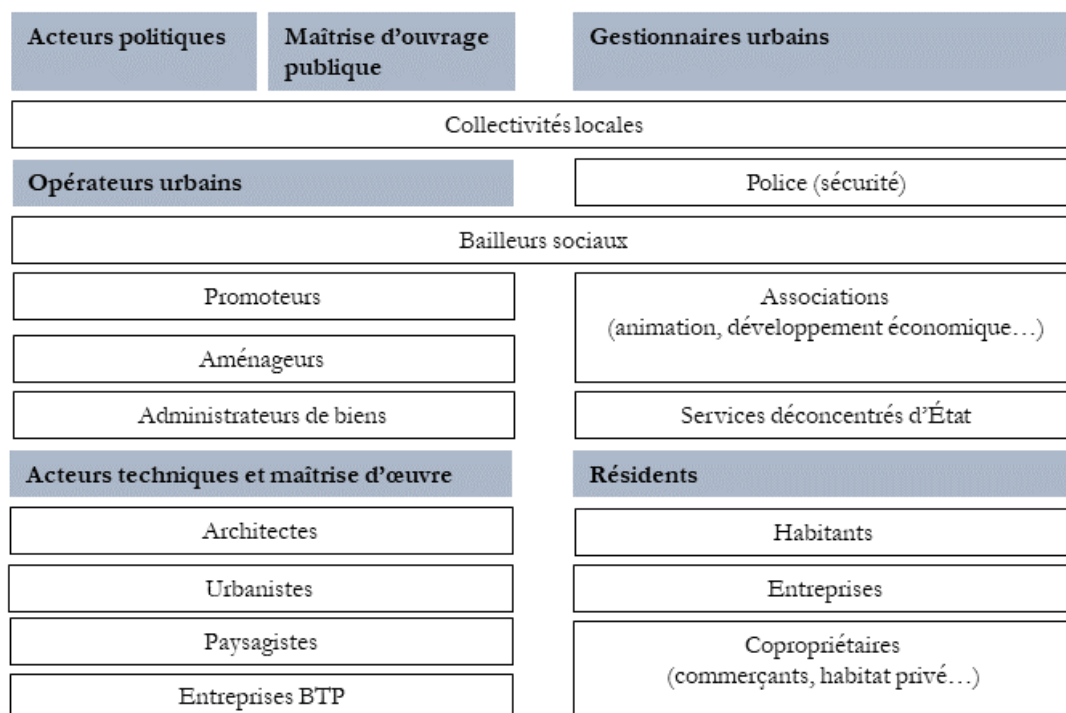 Acteurs politiques
Maîtrise d’ouvrage
publique
Gestionnaires urbains
Collectivités locales
Opérateurs urbains
Police (sécurité)
Bailleurs sociaux
Promoteurs
Associations
(animation, développement économique…)
Aménageurs
Administrateurs de biens
Services déconcentrés d’État
Acteurs techniques et maîtrise d’œuvre
Résidents
Architectes
Habitants
Urbanistes
Entreprises
Paysagistes
Copropriétaires
(commerçants, habitat privé…)
Entreprises BTP